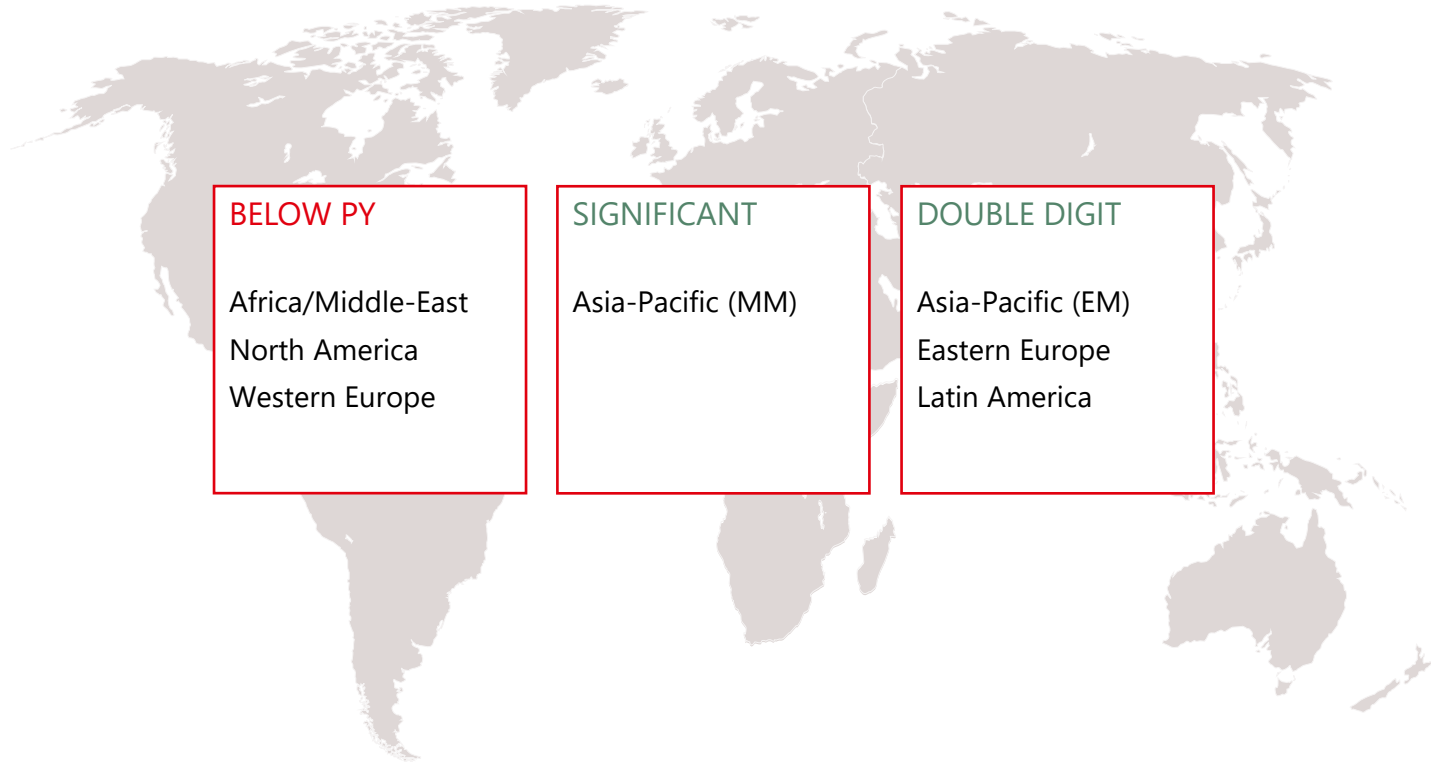 BELOW PY
Africa/Middle-East
North America
Western Europe
SIGNIFICANT
Asia-Pacific (MM)
DOUBLE DIGIT
Asia-Pacific (EM)
Eastern Europe
Latin America